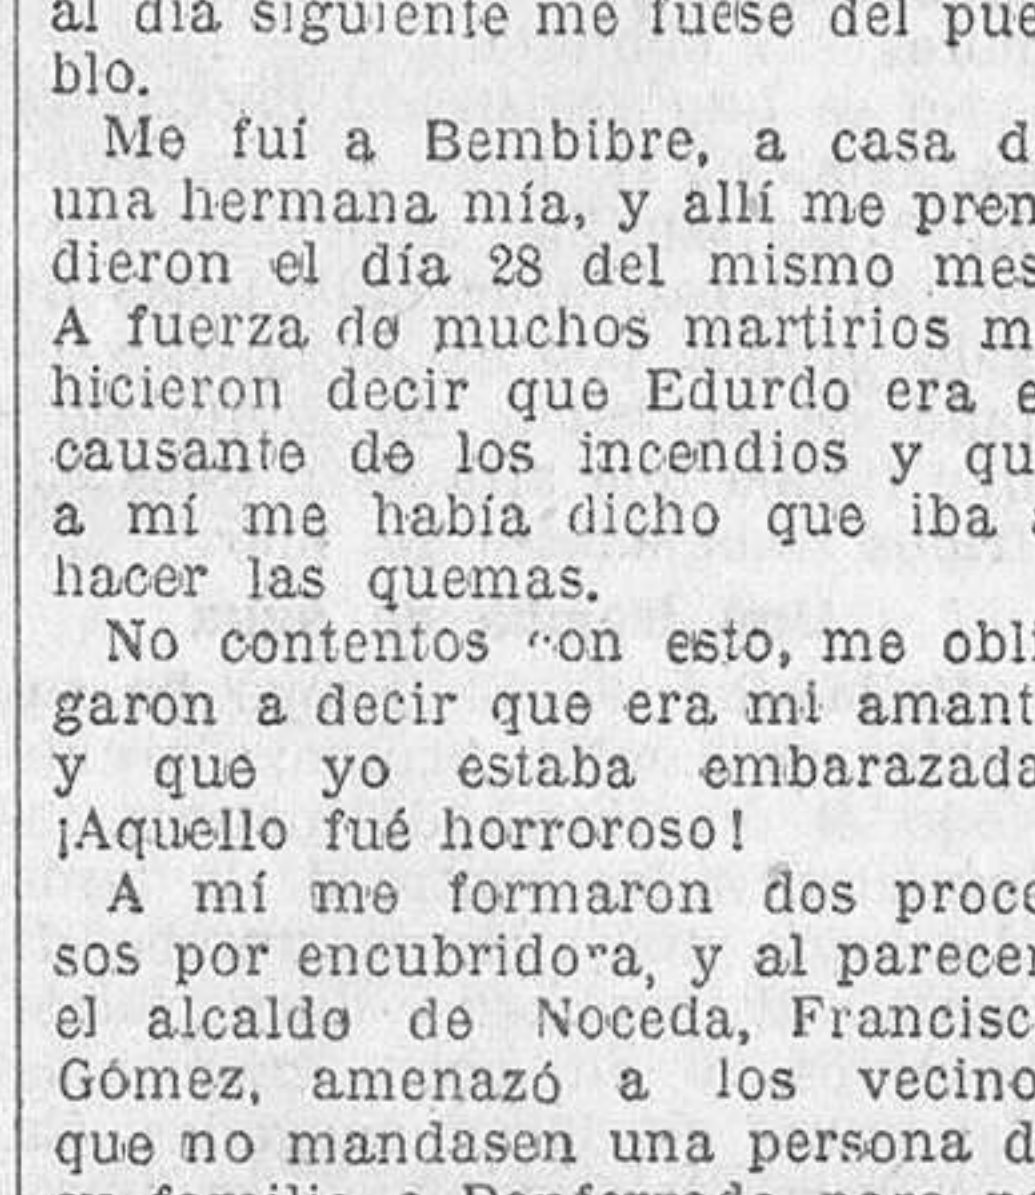 al día siguiente me fuese del pue
blo.
Me fuí a Bembibre, a casa d
una hermana mía, y allí me pren
dieron el día 28 del mismo mes
A fuerza de muchos martirios m
hicieron decir que Edurdo era e
causante de los incendios y qu
a mí me había dicho que iba
hacer las quemas.
No contentos con esto, me obli
garon a decir que era mi amant
y que yo estaba embarazada
¡Aquello fué horroroso!
A mí me formaron dos proce
sos por encubridora, y al parecer
el alcalde de Noceda, Francisc
Gómez, amenazó a los vecino
que no mandasen una persona d